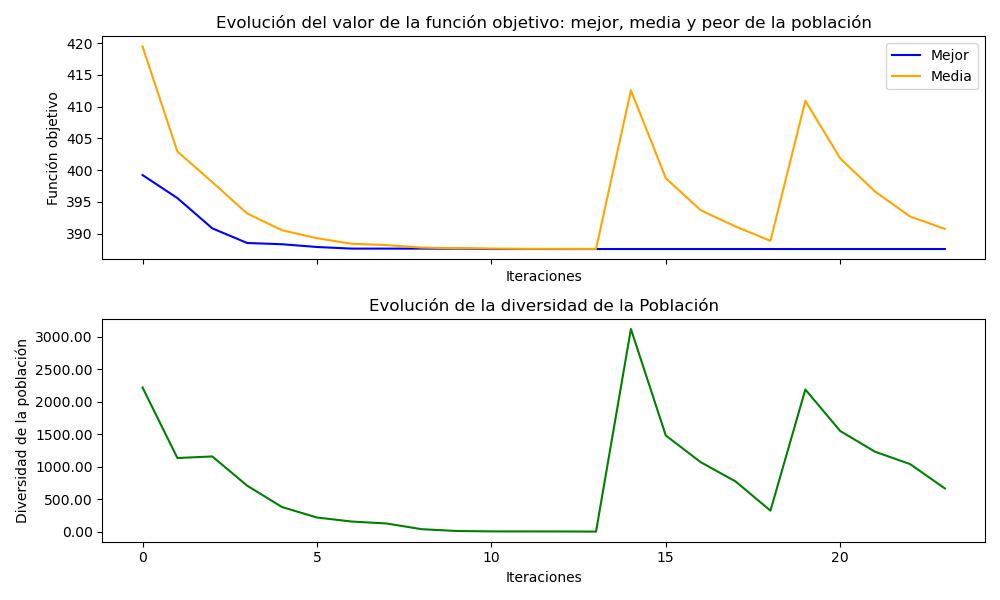 Evolución del valor de la función objetivo: mejor, media y peor de la población
420
415
410
405
400
395
390
Función objetivo
Mejor
Media
Iteraciones
Evolución de la diversidad de la Población
3000.00
2500.00
2000.00
1500.00
1000.00
500.00
0.00
Diversidad de la población
0 5 10 15 20
Iteraciones